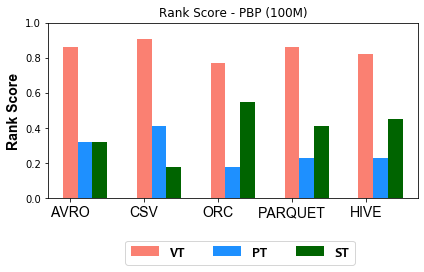 Rank Score - PBP (100M)
Rank Score
1.0
0.8
0.6
0.4
0.2
0.0
AVRO CSV ORC PARQUET HIVE
VT PT ST